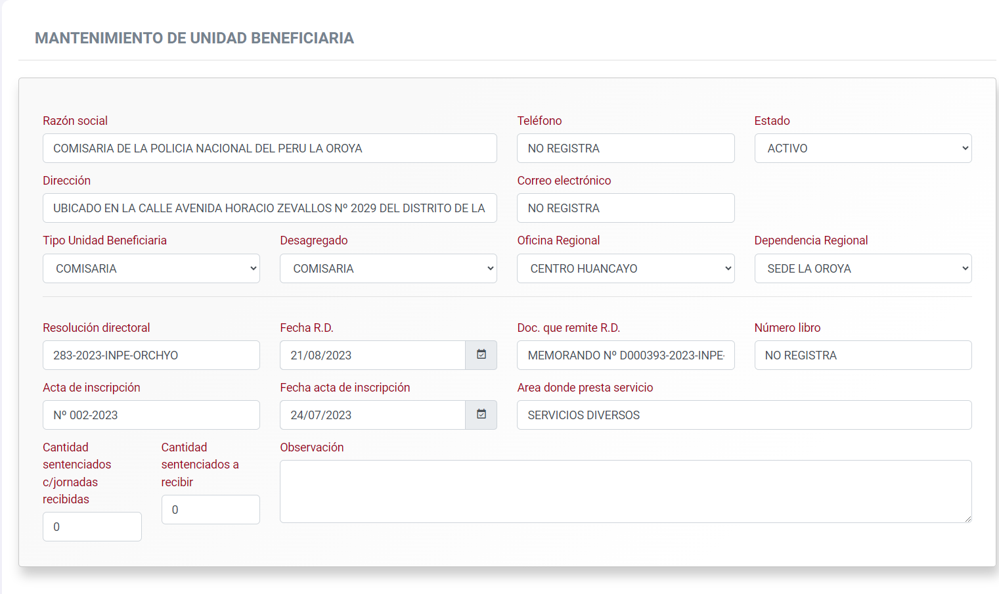 MANTENIMIENTO DE UNIDAD BENEFICIARIA
Razón social
COMISARIA DE LA POLICIA NACIONAL DEL PERU LA OROYA
Teléfono
NO REGISTRA
Estado
ACTIVO
Dirección
UBICADO EN LA CALLE AVENIDA HORACIO ZEVALLOS Nº 2029 DEL DISTRITO DE LA
Correo electrónico
NO REGISTRA
Tipo Unidad Beneficiaria
COMISARIA
Desagregado
COMISARIA
Oficina Regional
CENTRO HUANCAYO
Dependencia Regional
SEDE LA OROYA
Resolución directoral
283-2023-INPE-ORCHYO
Fecha R.D.
21/08/2023
Doc. que remite R.D.
MEMORANDO Nº D000393-2023-INPE-
Número libro
NO REGISTRA
Acta de inscripción
Nº 002-2023
Fecha acta de inscripción
24/07/2023
Area donde presta servicio
SERVICIOS DIVERSOS
Cantidad
sentenciados
c/jornadas
recibidas
0
Cantidad
sentenciados a
recibir
0
Observación